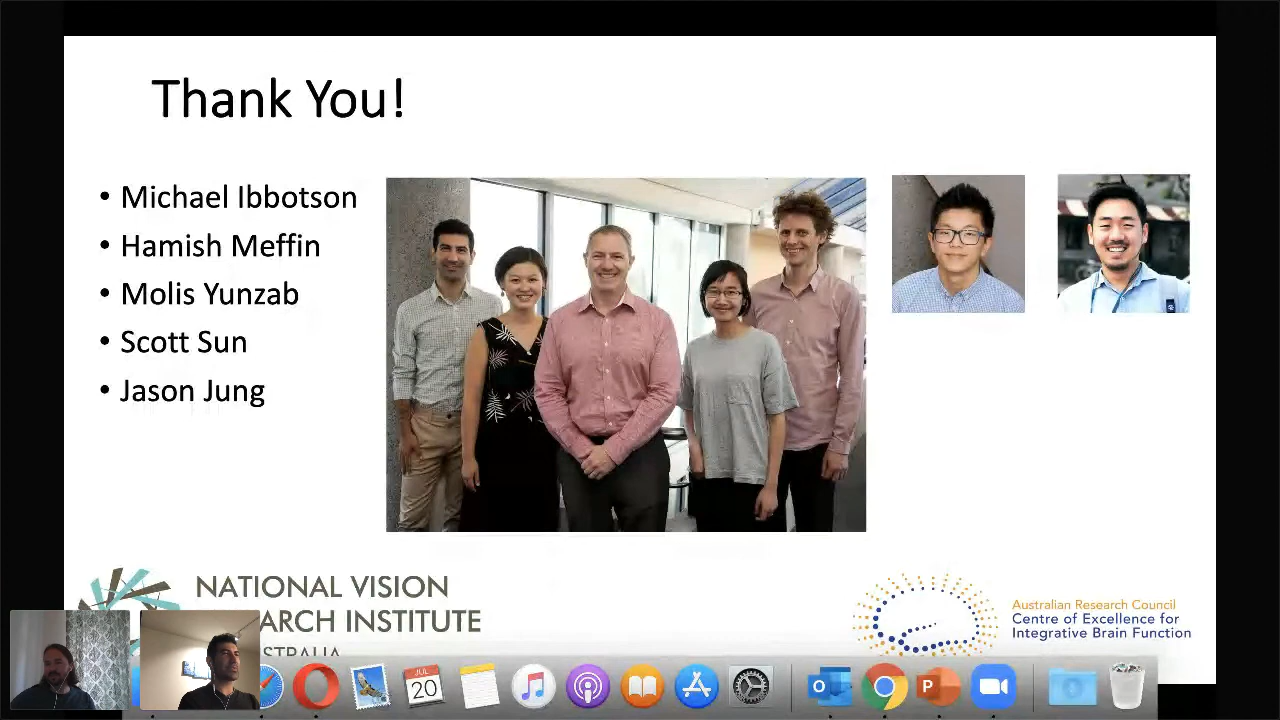 Thank You!
• Michael Ibbotson
• Hamish Meffin
• Molis Yunzab
• Scott Sun
• Jason Jung
NATIONAL VISION
ARCH INSTITUTE
Australian Research Council
Centre of Excellence for
Integrative Brain Function
JUL
20